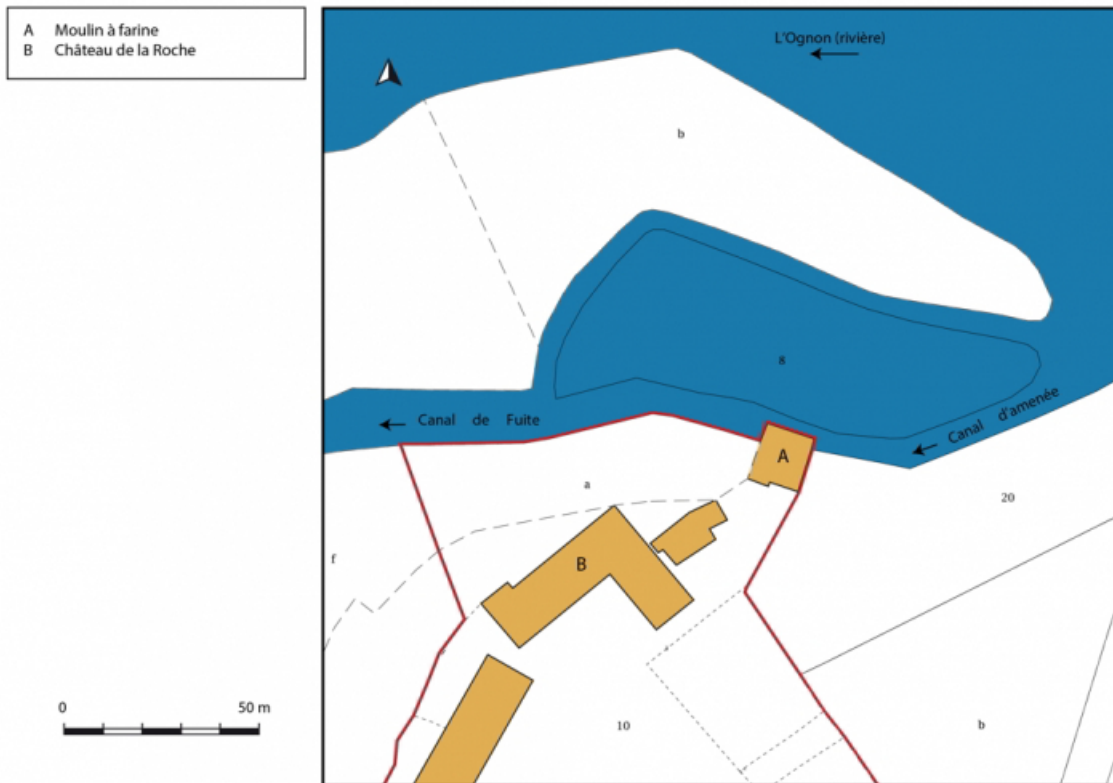 A Moulin à farine
B Château de la Roche
L'Ognon (rivière)
b
8
Canal d'amenée
Canal de Fuite
A
a
20
f
B
0 50 m
10
b